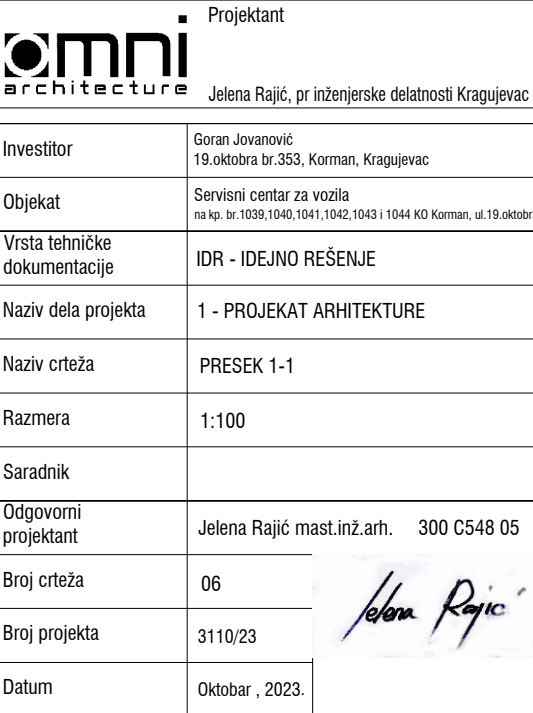 Projektant
omni
architecture
Jelena Rajić, pr inženjerske delatnosti Kragujevac
Investitor
Goran Jovanović
19.oktobra br.353, Korman, Kragujevac
Objekat
Servisni centar za vozila
na kp. br.1039,1040,1041,1042,1043 i 1044 KO Korman, ul.19.oktobra
Vrsta tehničke
dokumentacije
IDR - IDEJNO REŠENJE
Naziv dela projekta
1 - PROJEKAT ARHITEKTURE
Naziv crteža
PRESEK 1-1
Razmera
1:100
Saradnik
Odgovorni
projektant
Jelena Rajić mast.inž.arh. 300 C548 05
Broj crteža
06
Jelena Rajić
Broj projekta
3110/23
Datum
Oktobar , 2023.